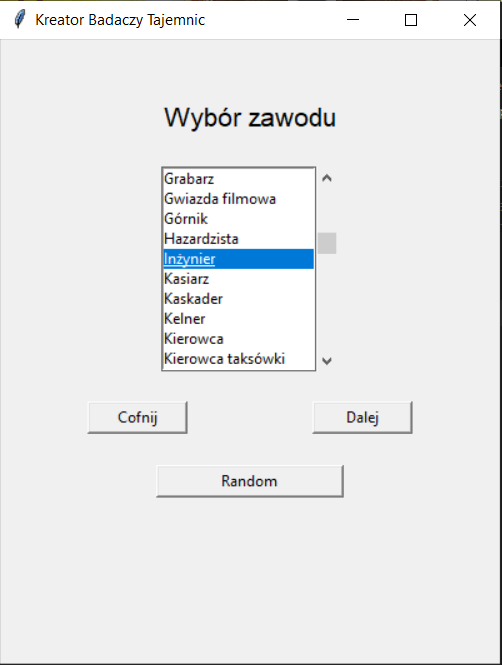 Kreator Badaczy Tajemnic
Wybór zawodu
Grabarz
Gwiazda filmowa
Górnik
Hazardzista
Inżynier
Kasiarz
Kaskader
Kelner
Kierowca
Kierowca taksówki
Cofnij Dalej
Random